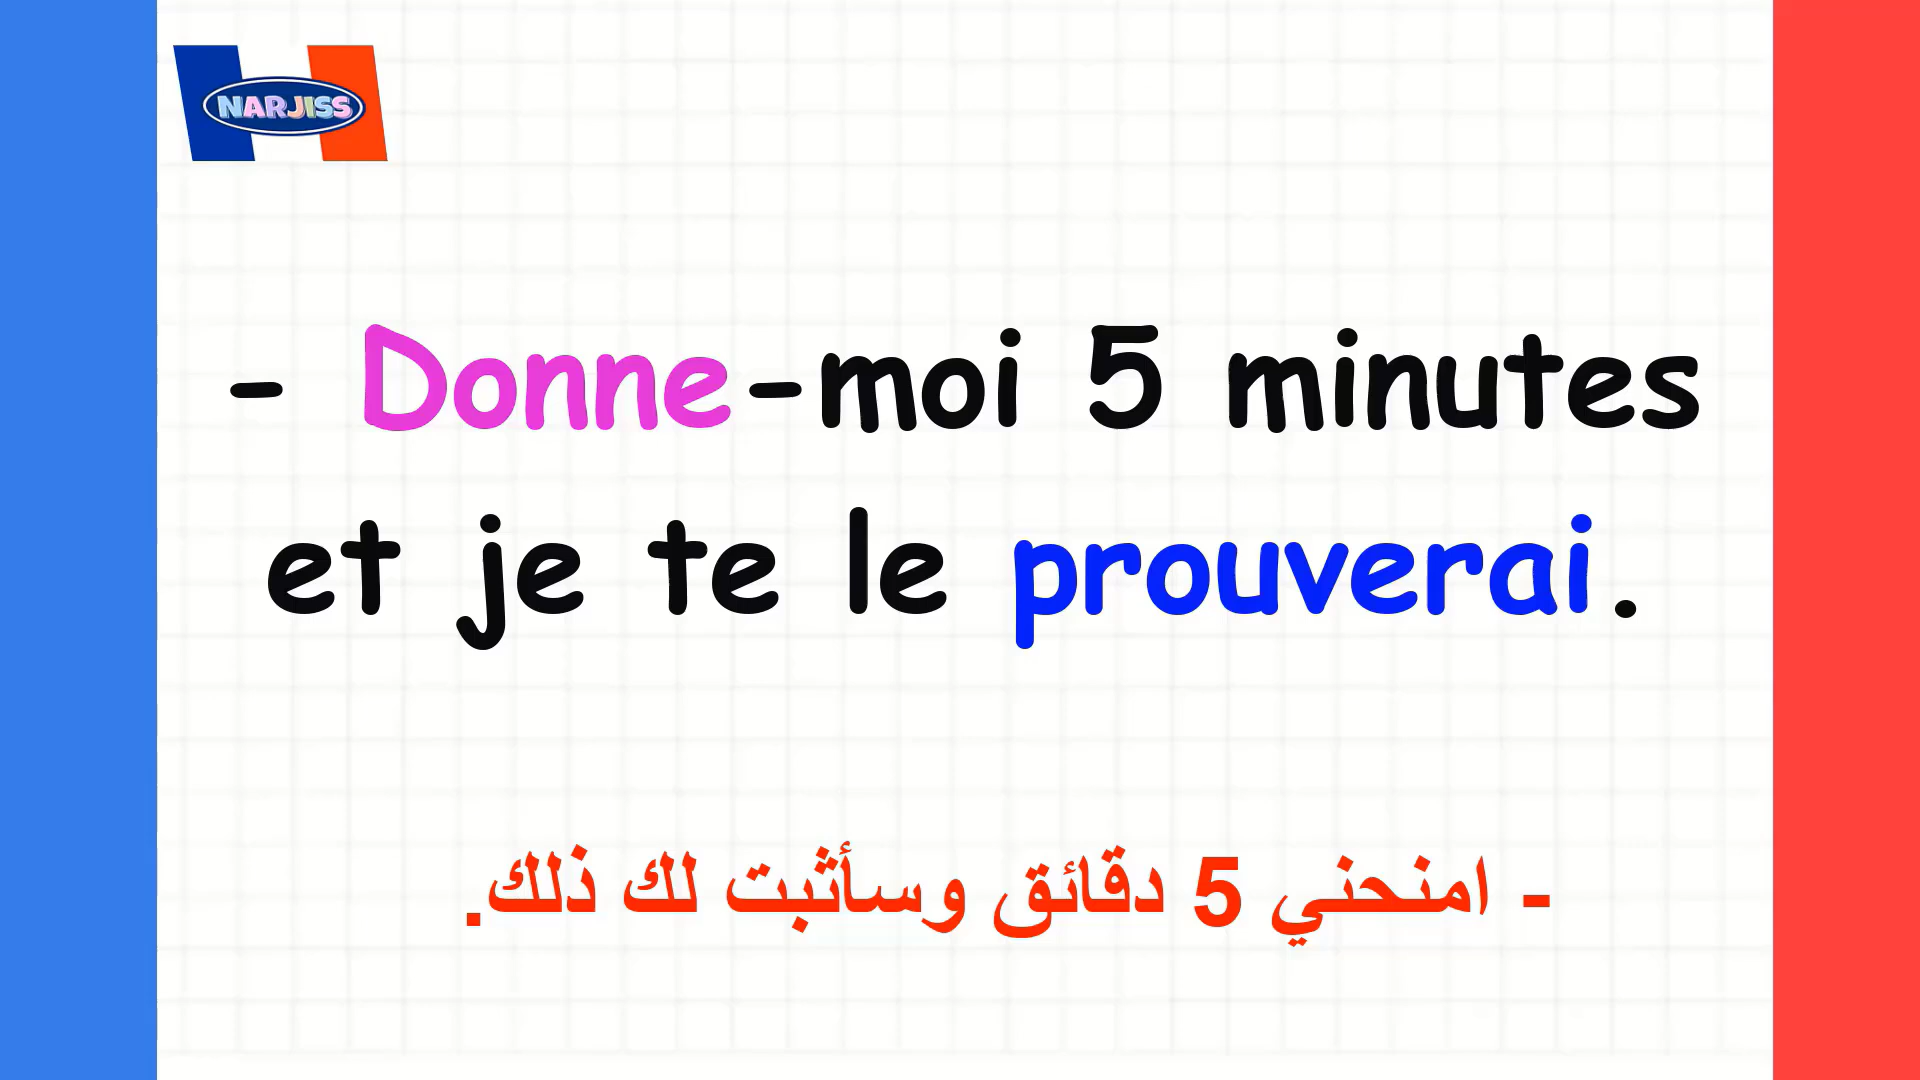 NARJISS
- Donne-moi 5 minutes
et je te le prouverai.
- امنحني 5 دقائق وسأثبت لك ذلك.